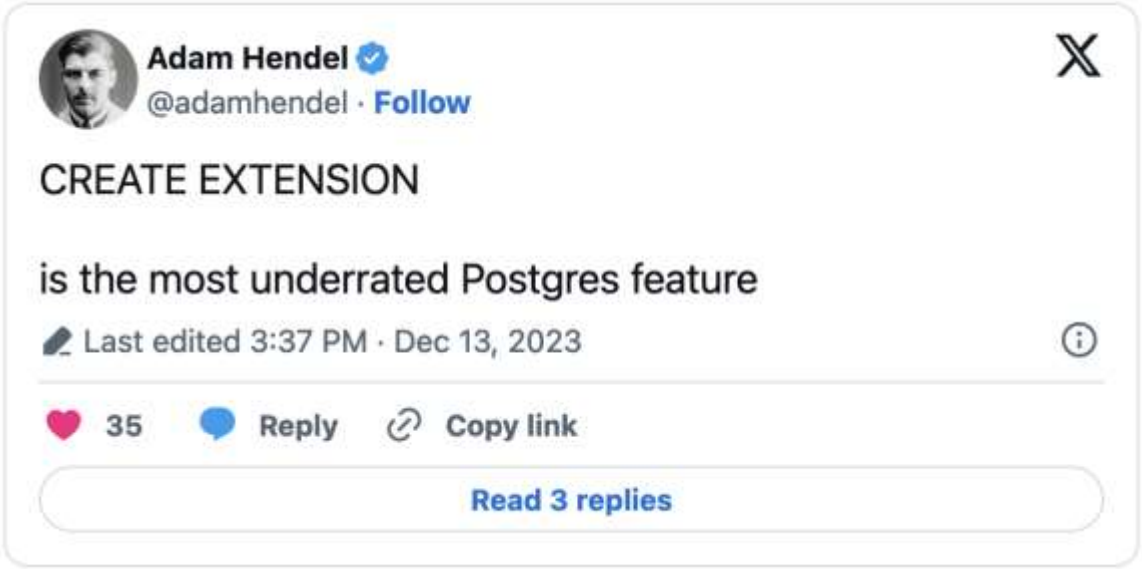 Adam Hendel
@adamhendel · Follow
CREATE EXTENSION
is the most underrated Postgres feature
Last edited 3:37 PM · Dec 13, 2023
35 Reply Copy link
Read 3 replies